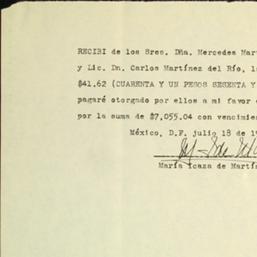 RECIBI de los Sres. Dña. Mercedes Mar
y Lic. Dn. Carlos Martínez del Río, l
$41.62 (CUARENTA Y UN PESOS SESENTA Y
pagaré otorgado por ellos a mi favor
por la suma de $7,055.04 con vencimie
México, D.F. julio 18 de 1
María Icaza de Martí